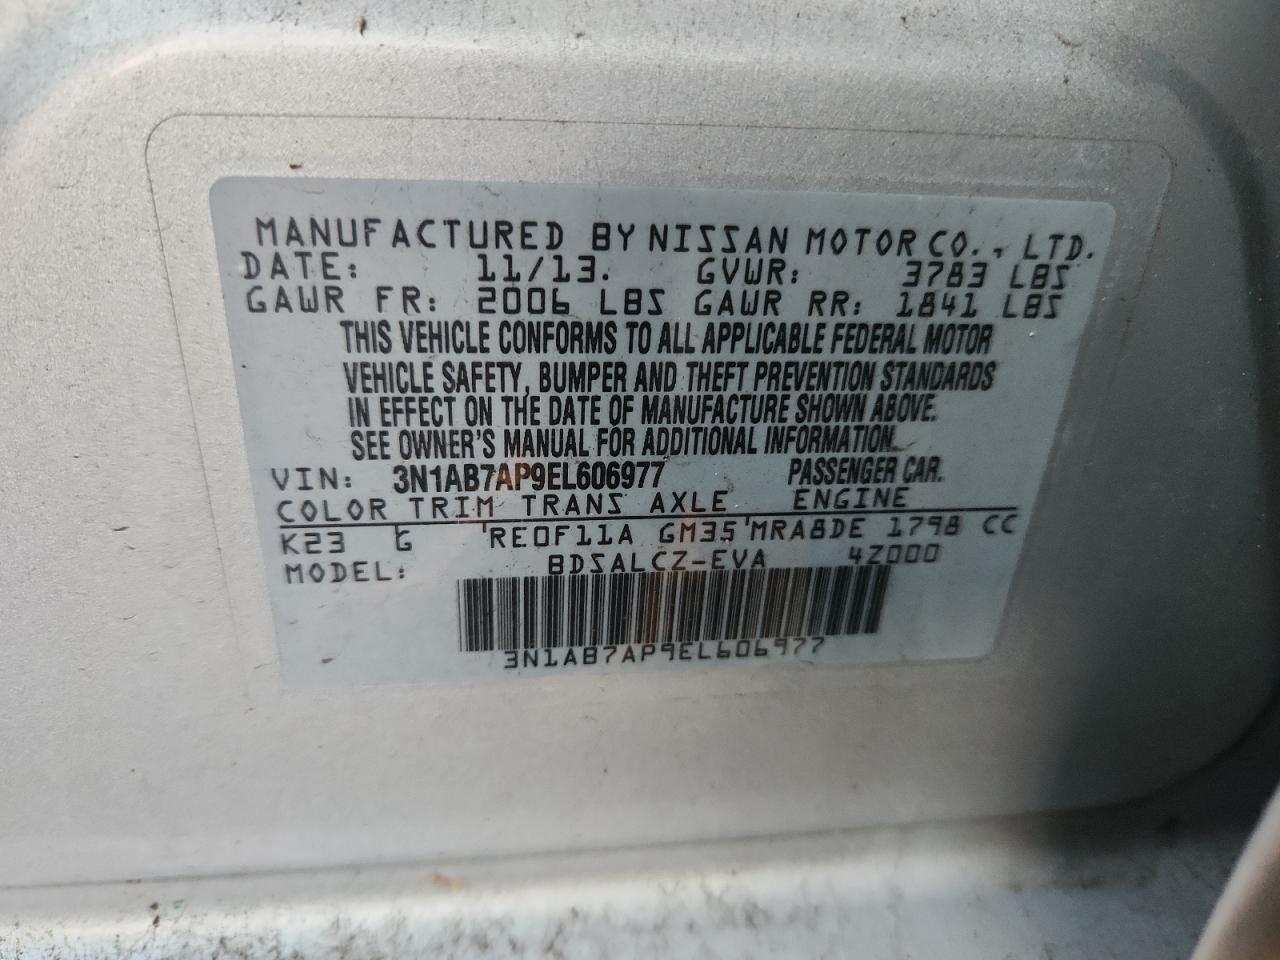 MANUFACTURED BY NISSAN MOTOR CO., LTD.
DATE: 11/13. GVWR: 3783 LBS
GAWR FR: 2006 LBS GAWR RR: 1841 LBS
THIS VEHICLE CONFORMS TO ALL APPLICABLE FEDERAL MOTOR
VEHICLE SAFETY, BUMPER AND THEFT PREVENTION STANDARDS
IN EFFECT ON THE DATE OF MANUFACTURE SHOWN ABOVE.
SEE OWNER'S MANUAL FOR ADDITIONAL INFORMATION.
VIN: 3N1AB7AP9EL606977 PASSENGER CAR.
COLOR TRIM TRANS AXLE ENGINE
K23 G RE0F11A GM35 MRA8DE 1798 CC
MODEL: BDSALCZ-EVA 4Z000
3N1AB7AP9EL606977